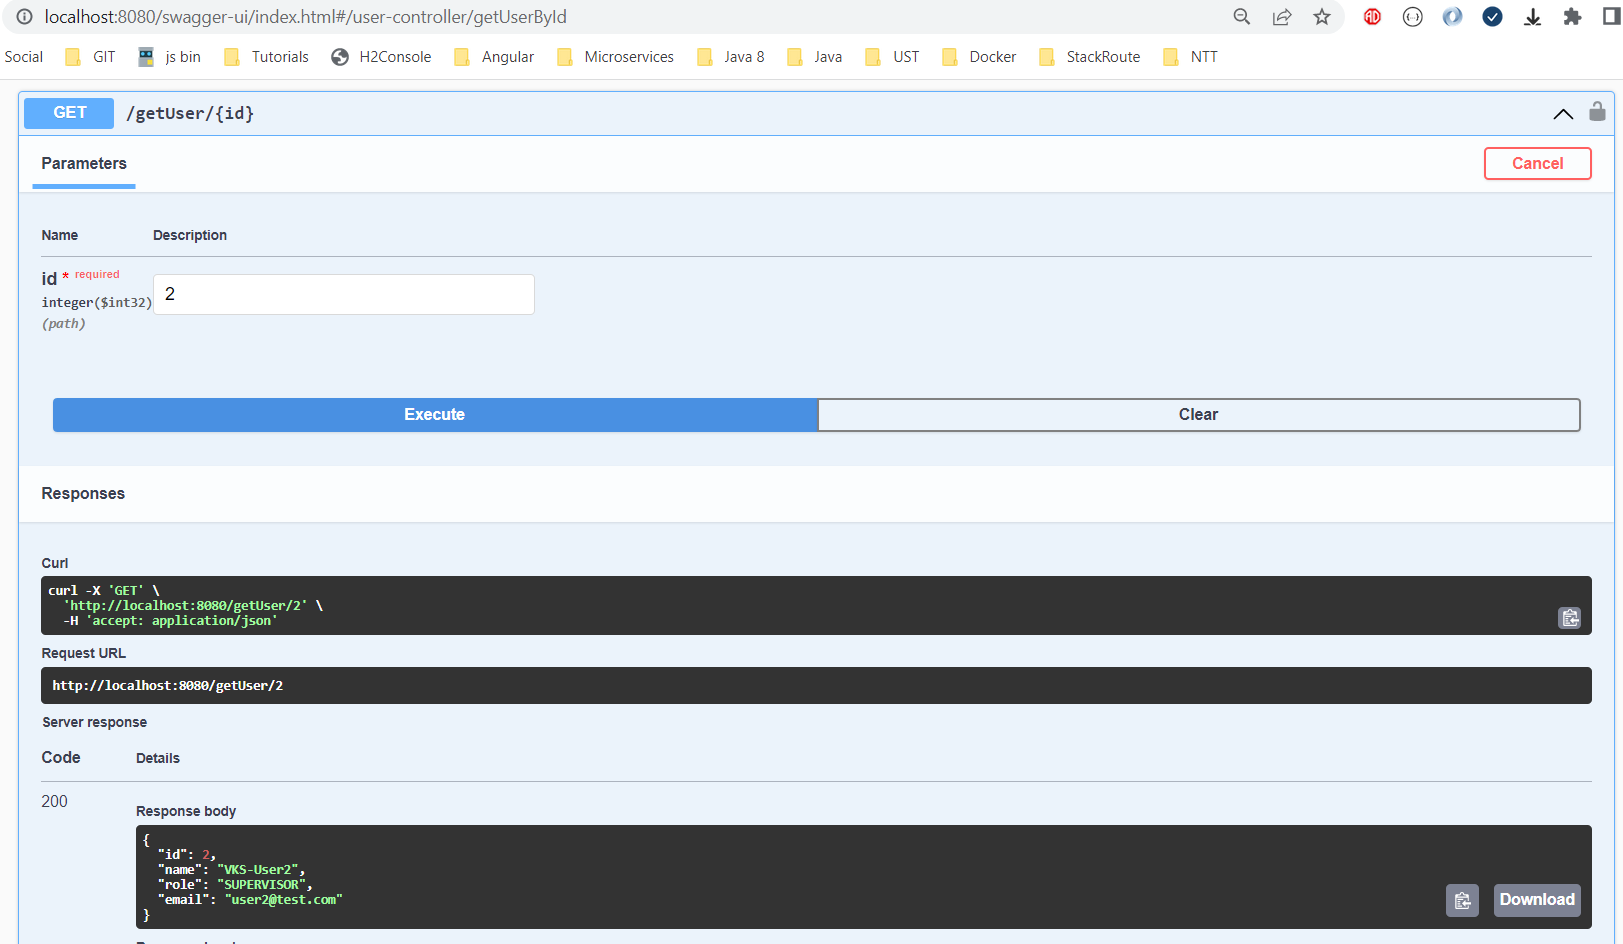 localhost:8080/swagger-ui/index.html#/user-controller/getUserById
Social GIT js bin Tutorials H2Console Angular Microservices Java 8 Java UST Docker StackRoute NTT
GET /getUser/{id}
Parameters Cancel
Name Description
id * required
integer($int32) 2
(path)
Execute Clear
Responses
Curl
curl -X 'GET' \
'http://localhost:8080/getUser/2' \
-H 'accept: application/json'
Request URL
http://localhost:8080/getUser/2
Server response
Code Details
200
Response body
{
"id": 2,
"name": "VKS-User2",
"role": "SUPERVISOR",
"email": "user2@test.com"
}
Download